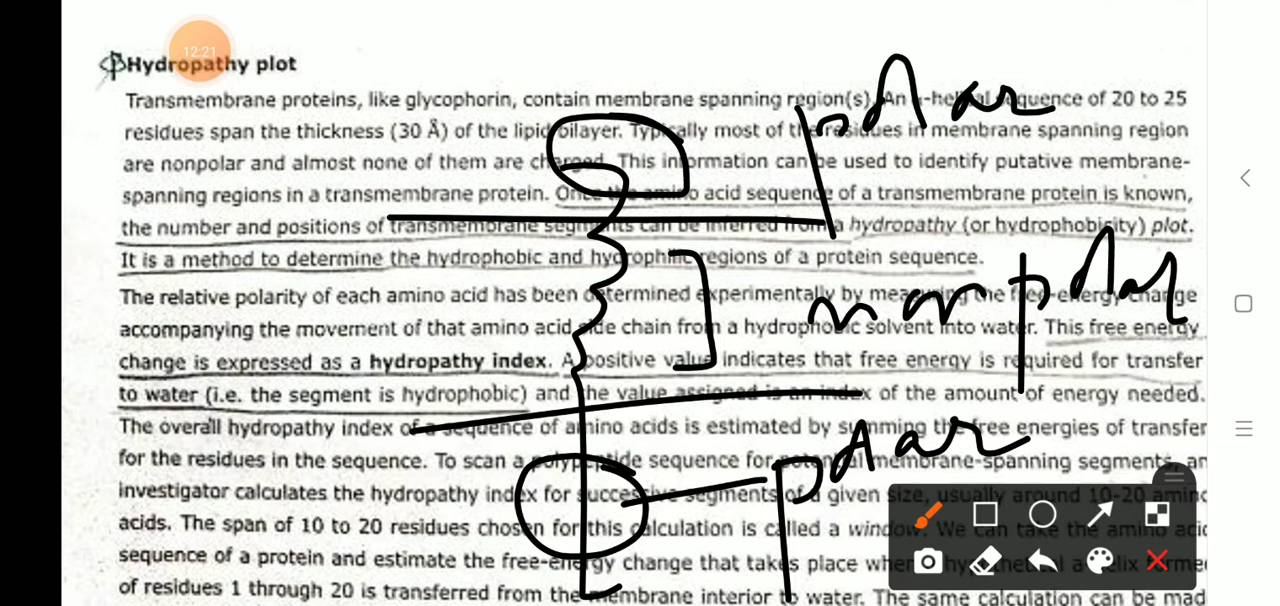 12:21
Hydropathy plot
polar
Transmembrane proteins, like glycophorin, contain membrane spanning region(s). An α-helical sequence of 20 to 25
residues span the thickness (30 Å) of the lipid bilayer. Typically most of the residues in membrane spanning region
are nonpolar and almost none of them are charged. This information can be used to identify putative membrane-
spanning regions in a transmembrane protein. Once the amino acid sequence of a transmembrane protein is known,
the number and positions of transmembrane segments can be inferred from a hydropathy (or hydrophobicity) plot.
It is a method to determine the hydrophobic and hydrophilic regions of a protein sequence.
nonpolar
The relative polarity of each amino acid has been determined experimentally by measuring the free-energy change
accompanying the movement of that amino acid side chain from a hydrophobic solvent into water. This free energy
change is expressed as a hydropathy index. A positive value indicates that free energy is required for transfer
to water (i.e. the segment is hydrophobic) and the value assigned is an index of the amount of energy needed.
The overall hydropathy index of a sequence of amino acids is estimated by summing the free energies of transfer
polar
for the residues in the sequence. To scan a polypeptide sequence for potential membrane-spanning segments, an
investigator calculates the hydropathy index for successive segments of a given size, usually around 10-20 amino
acids. The span of 10 to 20 residues chosen for this calculation is called a window. We can take the amino acid
sequence of a protein and estimate the free-energy change that takes place when a hypothetical α helix formed
of residues 1 through 20 is transferred from the membrane interior to water. The same calculation can be mad